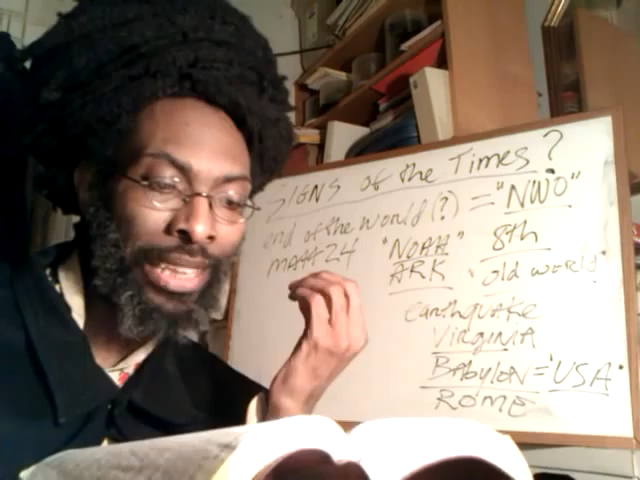 SIGNS of the Times?
end of the world(?) = "NWO"
MATT 24 "NOAH" 8th
ARK "old world"
earthquake
VIRGINIA
BAbylon = "USA"
ROME